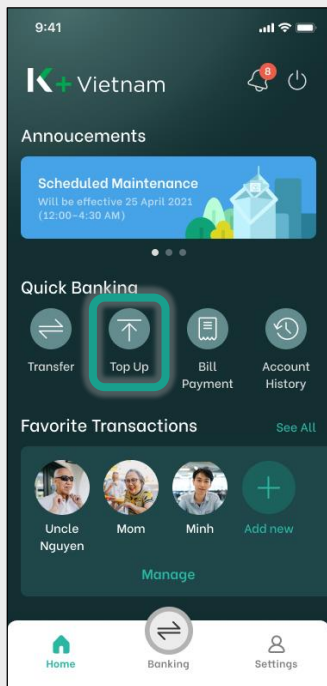 9:41
K+ Vietnam
8
Annoucements
Scheduled Maintenance
Will be effective 25 April 2021
(12:00-4:30 AM)
Quick Banking
Transfer
Top Up
Bill
Payment
Account
History
Favorite Transactions
See All
Uncle
Nguyen
Mom
Minh
Add new
Manage
Home
Banking
Settings